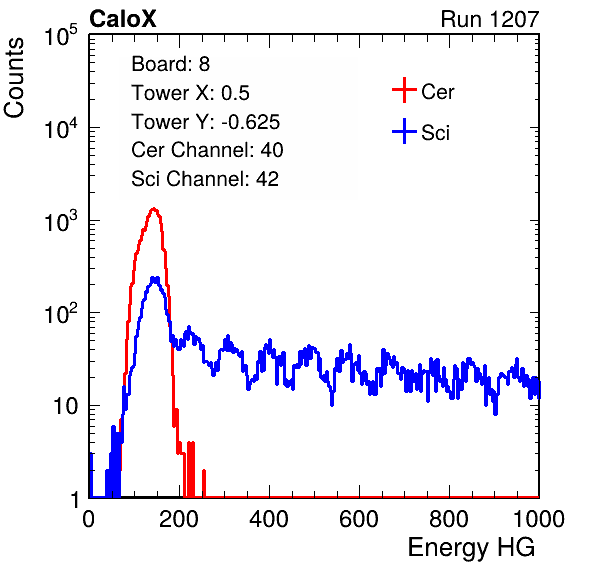 CaloX Run 1207
Counts
Board: 8
Tower X: 0.5
Tower Y: -0.625
Cer Channel: 40
Sci Channel: 42
Cer
Sci
10^5
10^4
10^3
10^2
10
1
0 200 400 600 800 1000
Energy HG